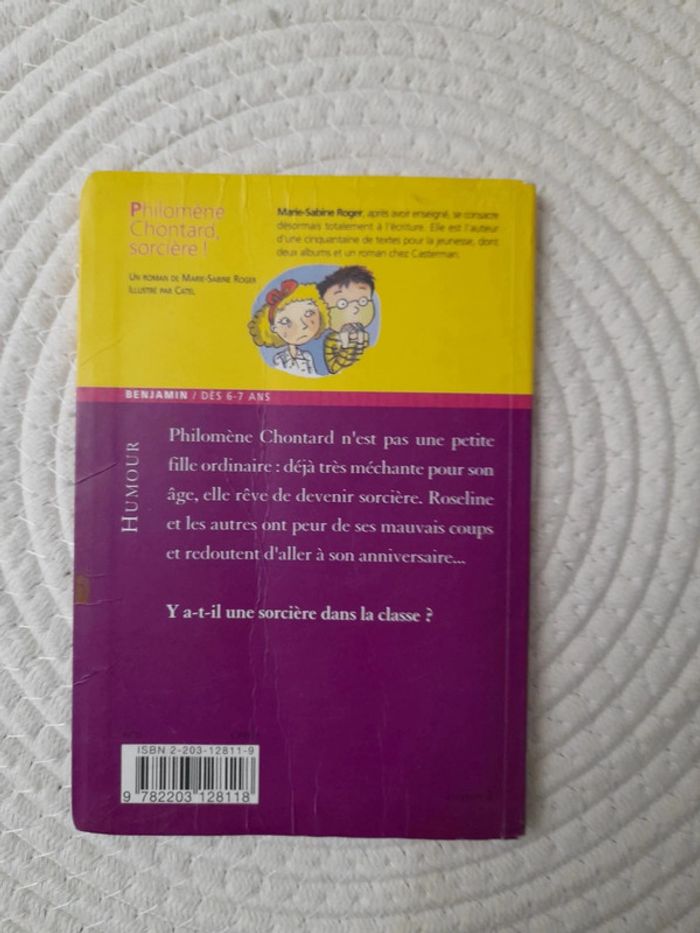 Philomène
Chontard,
sorcière !
UN ROMAN DE MARIE-SABINE ROGER
ILLUSTRÉ PAR CATEL
Marie-Sabine Roger, après avoir enseigné, se consacre
désormais totalement à l'écriture. Elle est l'auteur
d'une cinquantaine de textes pour la jeunesse, dont
deux albums et un roman chez Casterman.
BENJAMIN / DÈS 6-7 ANS
HUMOUR
Philomène Chontard n'est pas une petite
fille ordinaire : déjà très méchante pour son
âge, elle rêve de devenir sorcière. Roseline
et les autres ont peur de ses mauvais coups
et redoutent d'aller à son anniversaire...
Y a-t-il une sorcière dans la classe ?
ISBN 2-203-12811-9
9 782203 128118